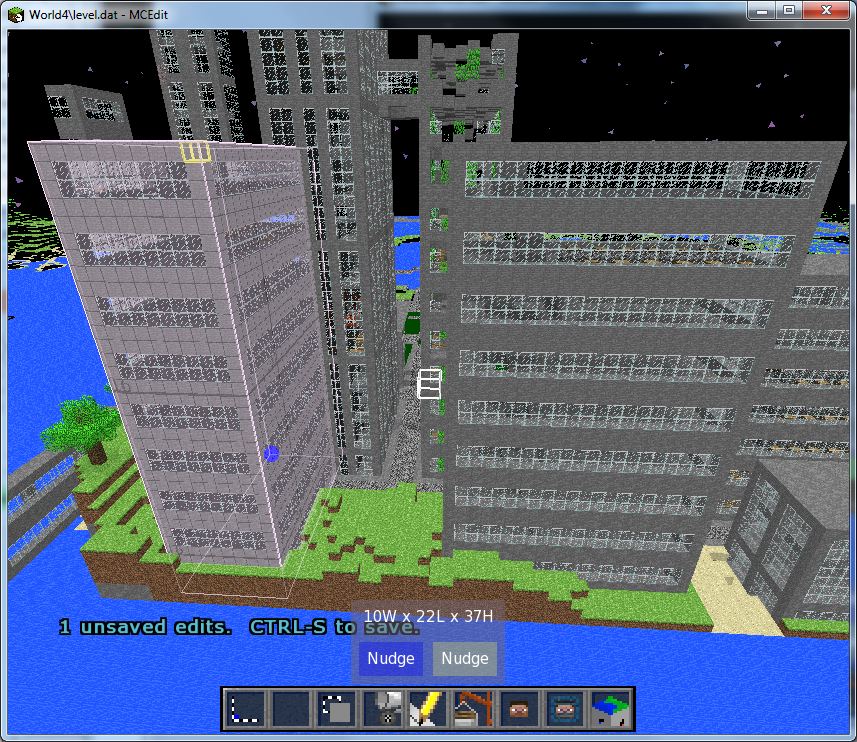 World4\level.dat - MCEdit
1 unsaved edits.  CTRL-S to save.
10W x 22L x 37H
Nudge Nudge